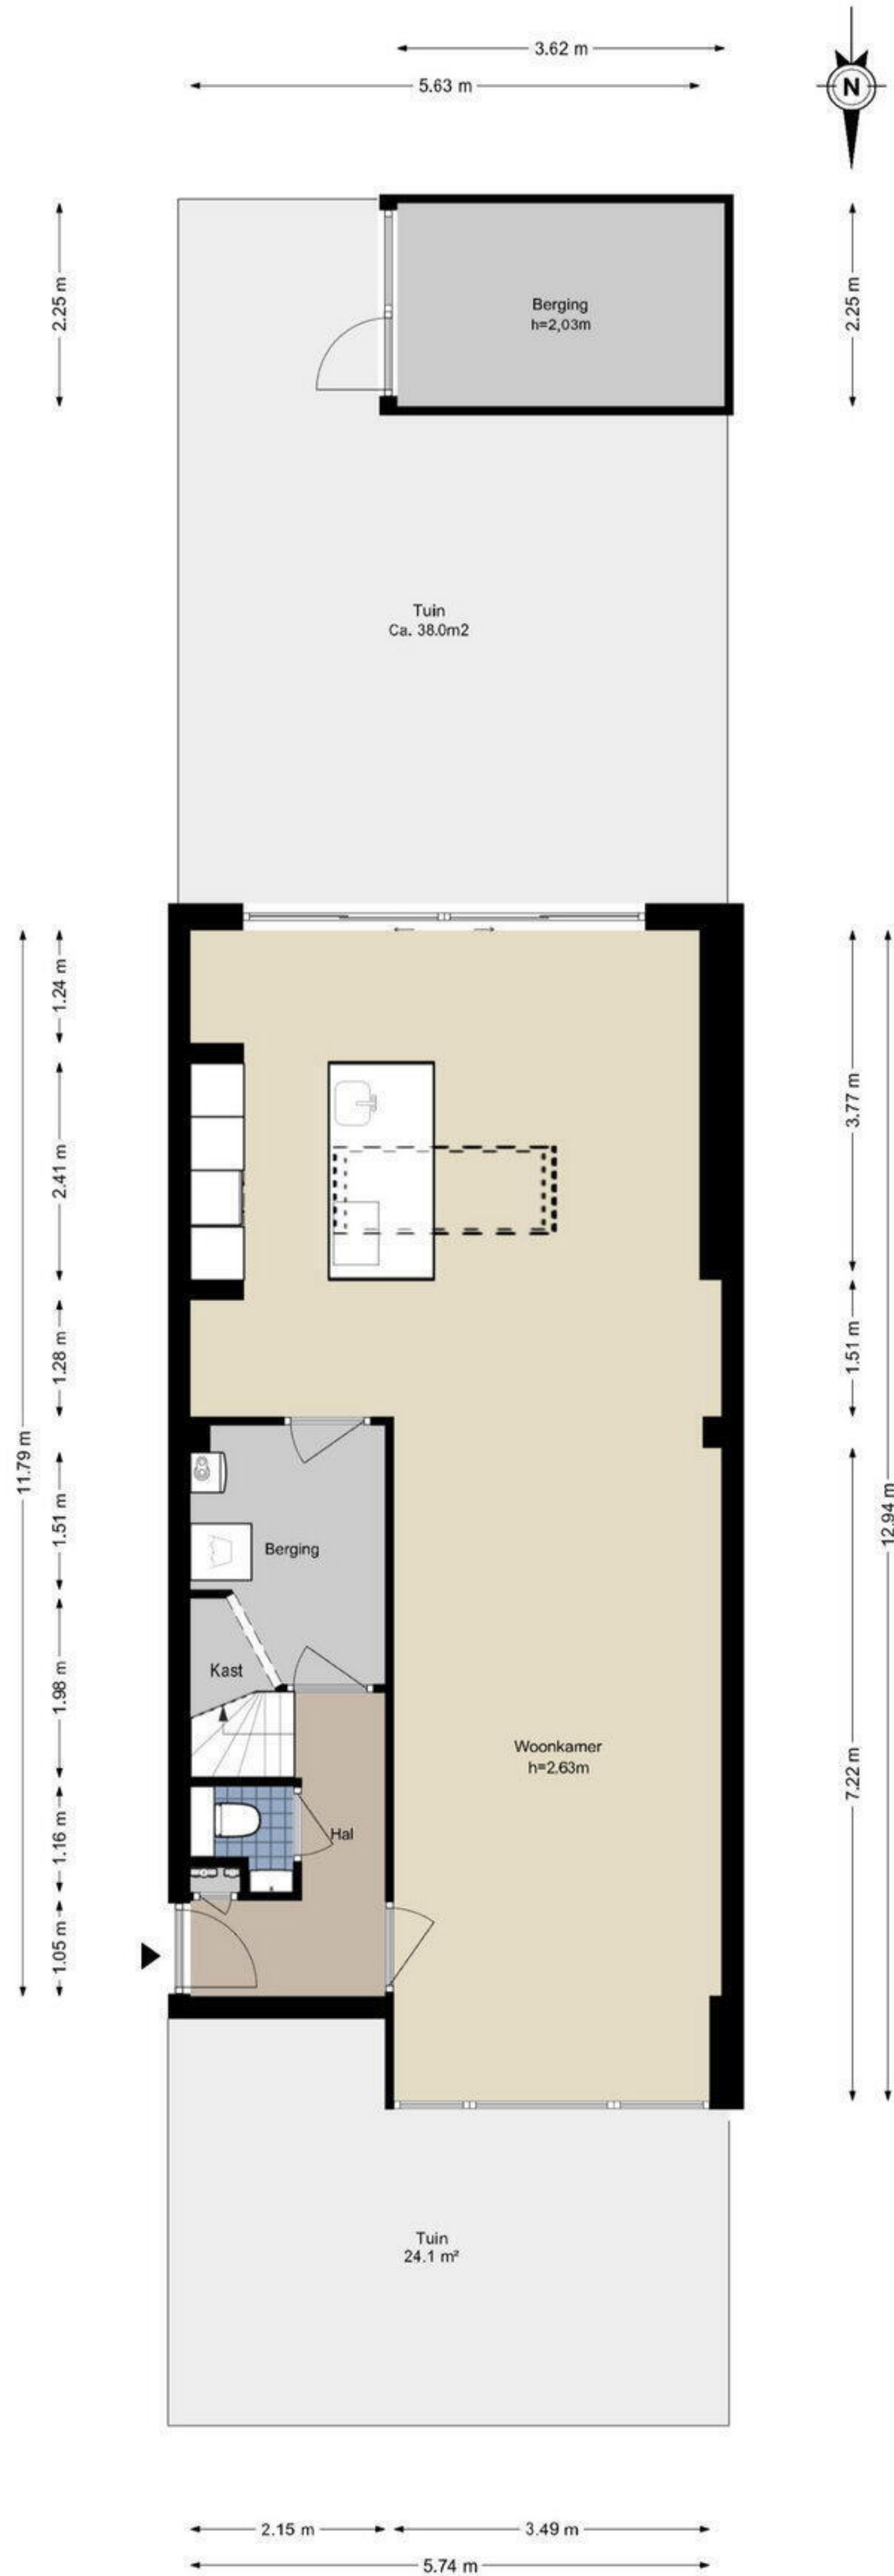 3.62 m
5.63 m
N
2.25 m
2.25 m
Berging
h=2,03m
Tuin
Ca. 38.0m2
1.24 m
3.77 m
2.41 m
1.28 m
1.51 m
11.79 m
12.94 m
1.51 m
Berging
Kast
1.98 m
Woonkamer
h=2.63m
7.22 m
1.16 m
Hal
1.05 m
Tuin
24.1 m²
2.15 m
3.49 m
5.74 m